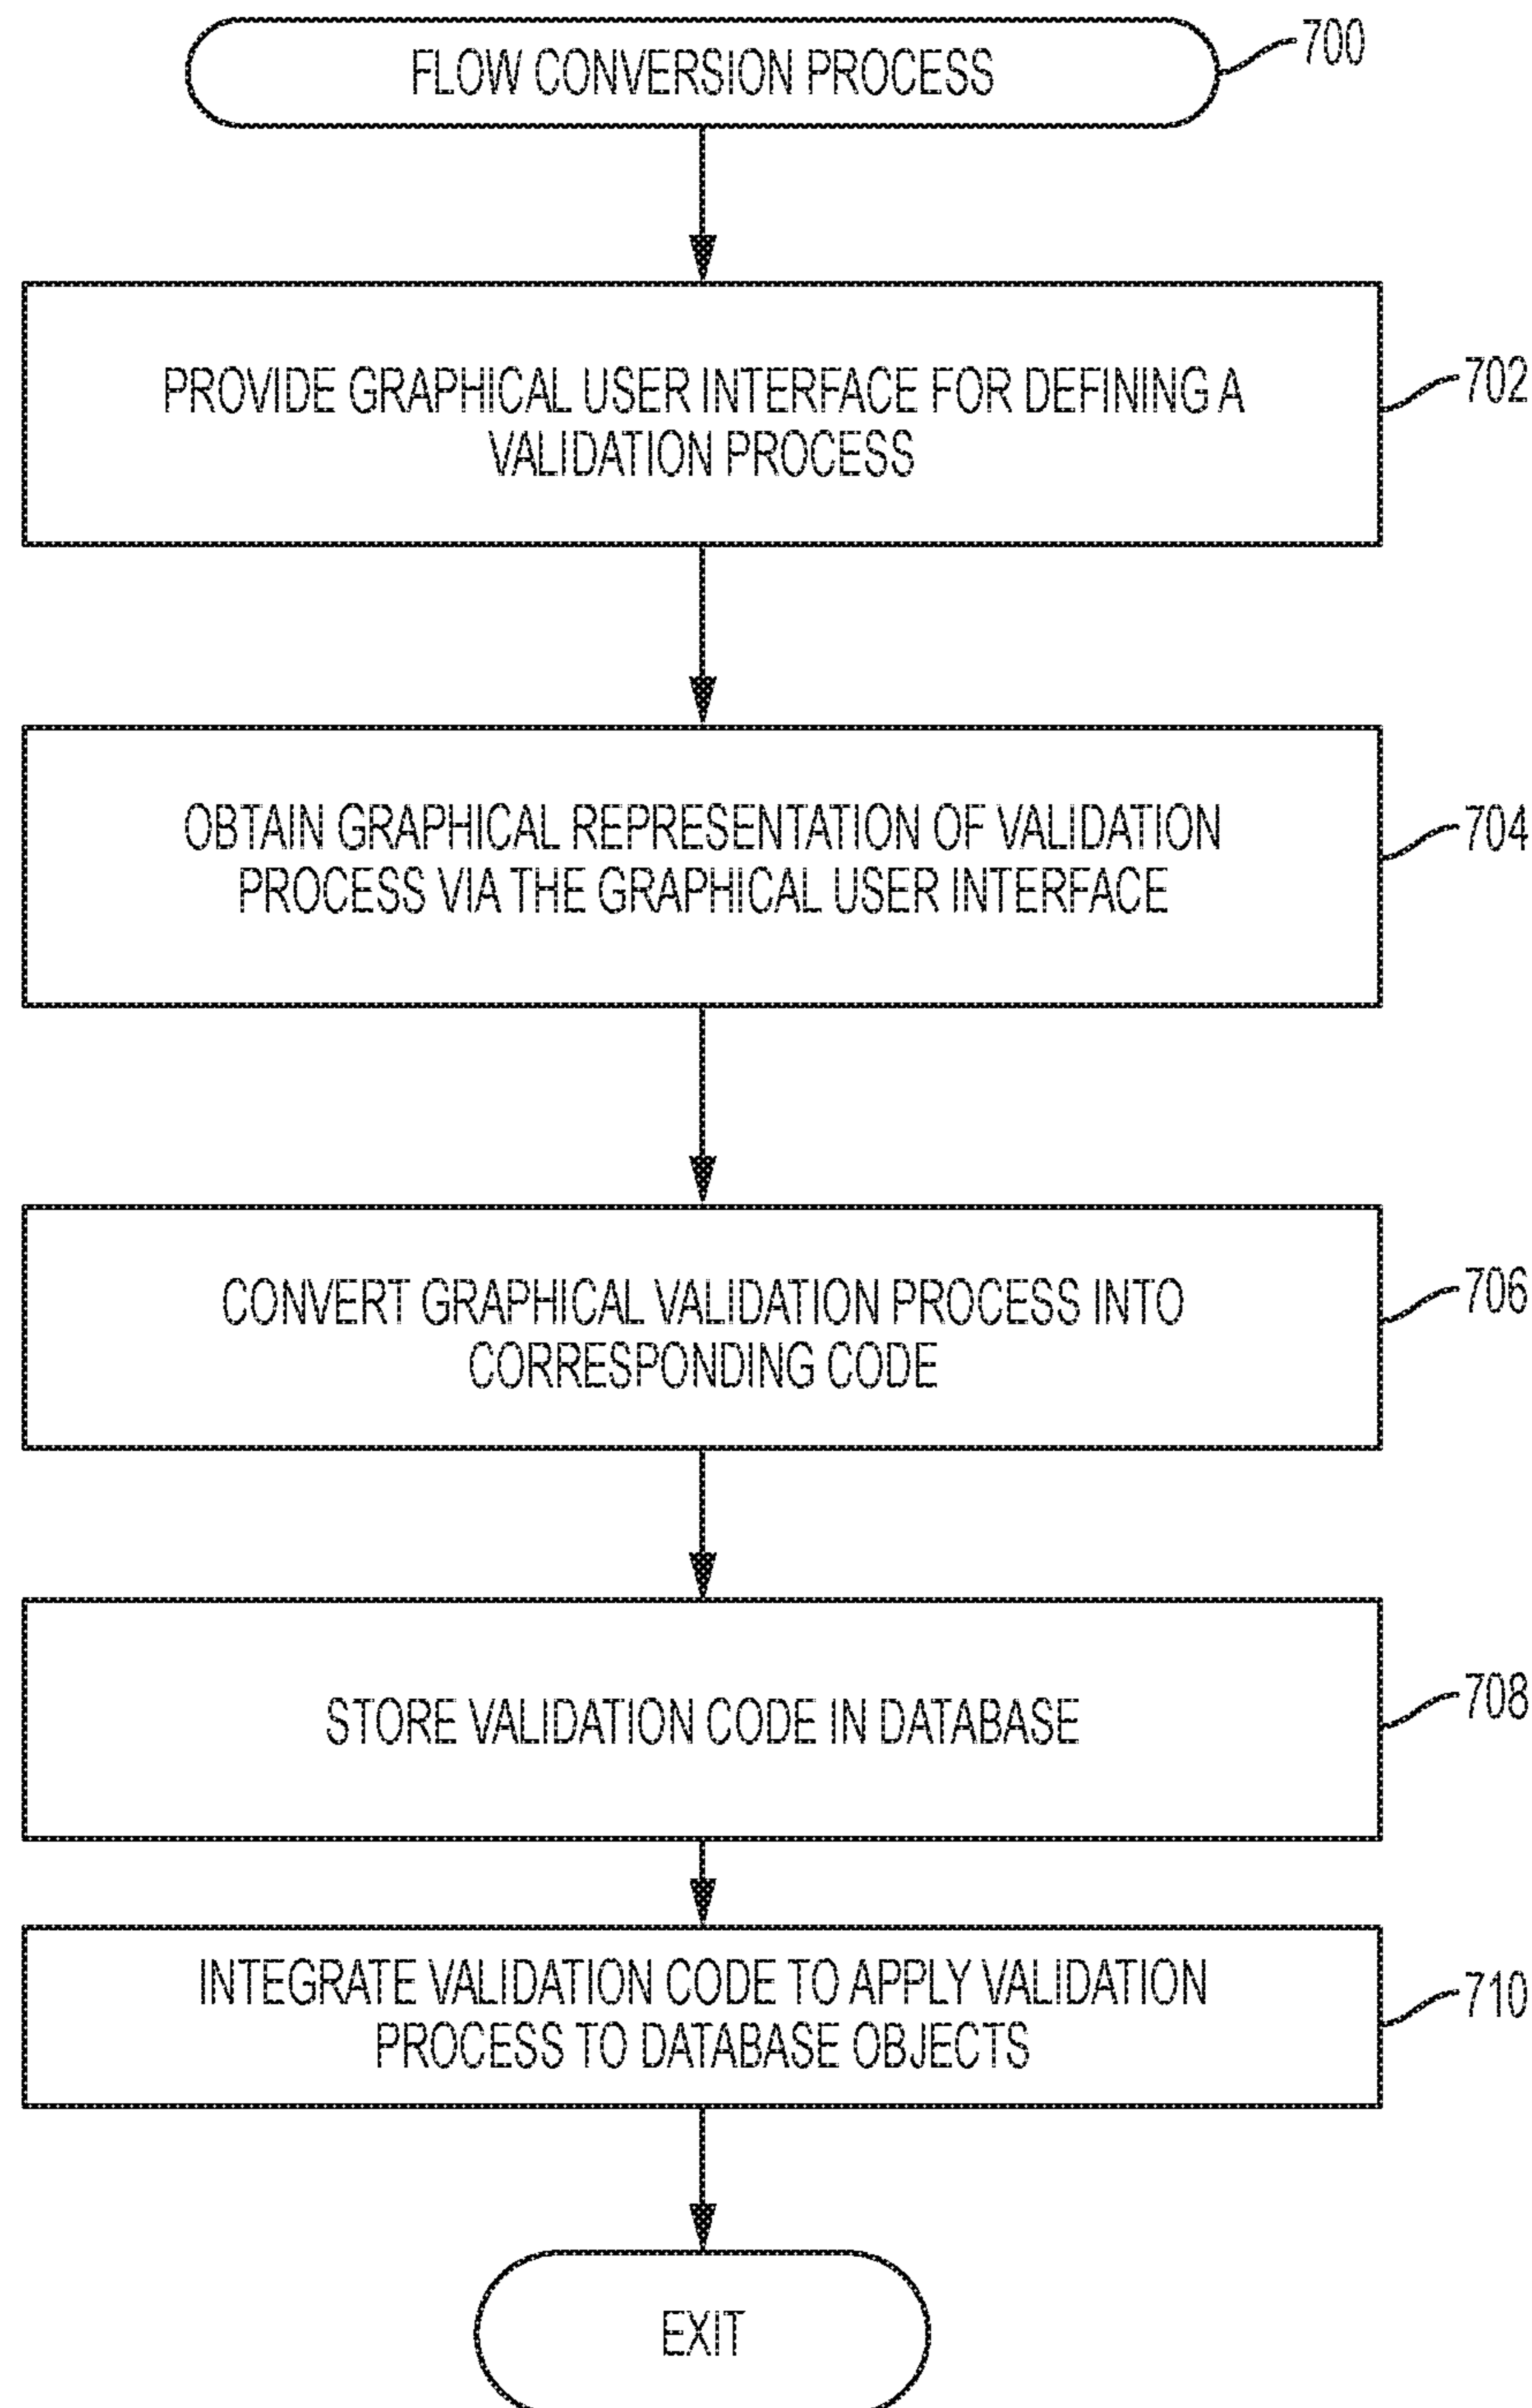 FLOW CONVERSION PROCESS
700
PROVIDE GRAPHICAL USER INTERFACE FOR DEFINING A
VALIDATION PROCESS
702
OBTAIN GRAPHICAL REPRESENTATION OF VALIDATION
PROCESS VIA THE GRAPHICAL USER INTERFACE
704
CONVERT GRAPHICAL VALIDATION PROCESS INTO
CORRESPONDING CODE
706
STORE VALIDATION CODE IN DATABASE
708
INTEGRATE VALIDATION CODE TO APPLY VALIDATION
PROCESS TO DATABASE OBJECTS
710
EXIT